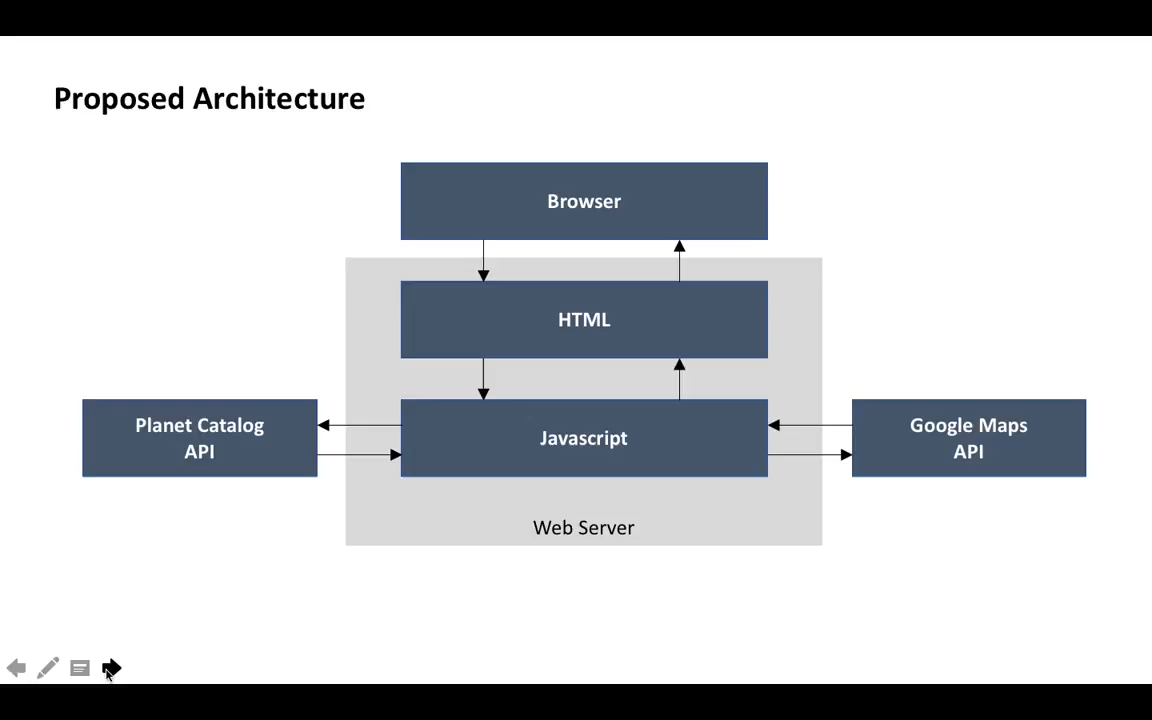 Proposed Architecture
Browser
HTML
Planet Catalog
API
Javascript
Google Maps
API
Web Server